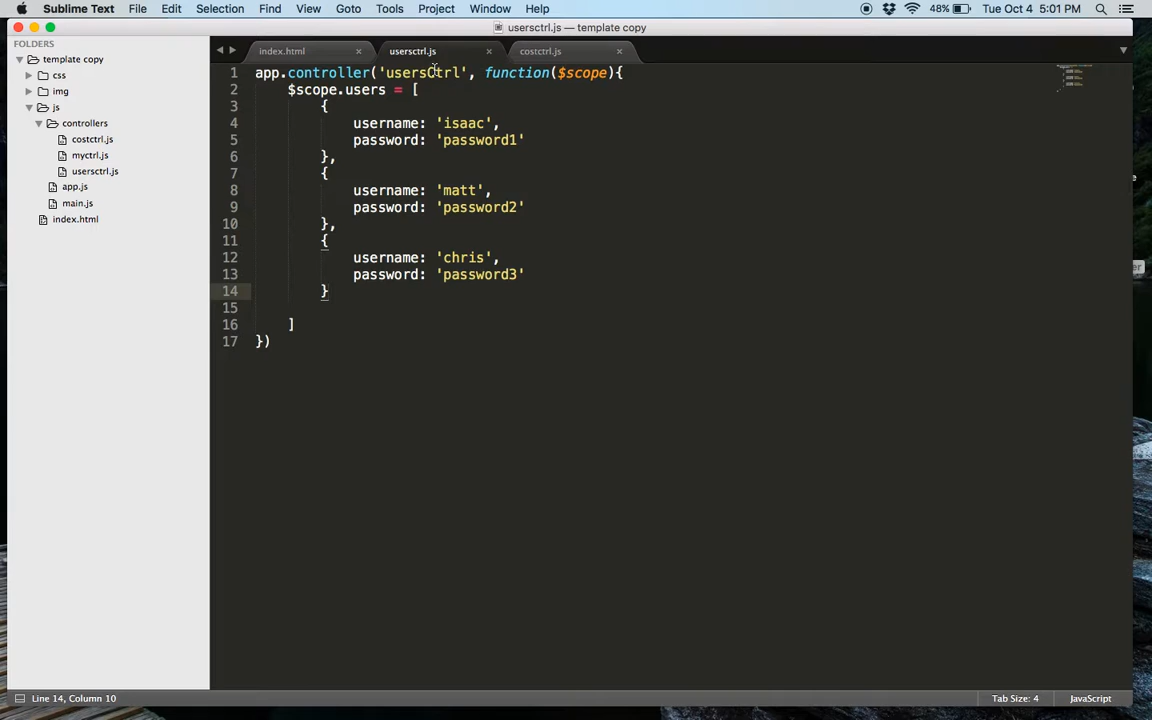 Sublime Text File Edit Selection Find View Goto Tools Project Window Help 48% Tue Oct 4 5:01 PM
usersctrl.js — template copy
FOLDERS
template copy
css
img
js
controllers
costctrl.js
myctrl.js
usersctrl.js
app.js
main.js
index.html
index.html usersctrl.js costctrl.js
1 app.controller('usersCtrl', function($scope){
2 $scope.users = [
3 {
4 username: 'isaac',
5 password: 'password1'
6 },
7 {
8 username: 'matt',
9 password: 'password2'
10 },
11 {
12 username: 'chris',
13 password: 'password3'
14 }
15
16 ]
17 })
Line 14, Column 10 Tab Size: 4 JavaScript